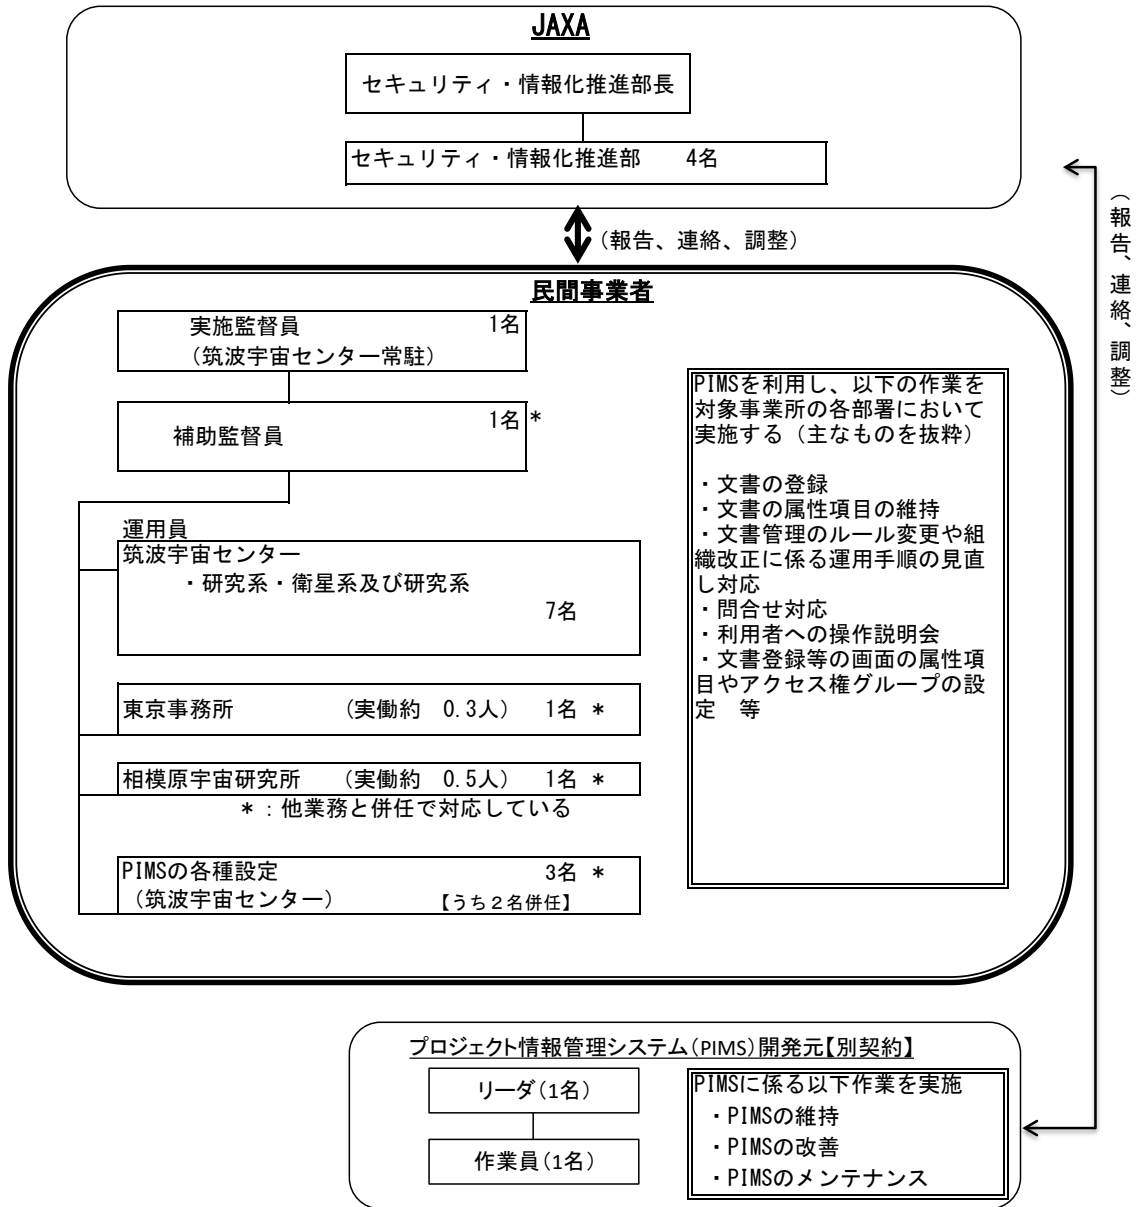 JAXA
セキュリティ・情報化推進部長
セキュリティ・情報化推進部　4名
(報告、連絡、調整)
（報告、連絡、調整）
民間事業者
実施監督員　1名
（筑波宇宙センター常駐）
補助監督員　1名 *
運用員
筑波宇宙センター
・研究系・衛星系及び研究系
7名
東京事務所　(実働約　0.3人)　1名 *
相模原宇宙研究所　(実働約　0.5人)　1名 *
*：他業務と併任で対応している
PIMSの各種設定　3名 *
（筑波宇宙センター）　【うち２名併任】
PIMSを利用し、以下の作業を
対象事業所の各部署において
実施する（主なものを抜粋）
・文書の登録
・文書の属性項目の維持
・文書管理のルール変更や組
織改正に係る運用手順の見直
し対応
・問合せ対応
・利用者への操作説明会
・文書登録等の画面の属性項
目やアクセス権グループの設
定　等
プロジェクト情報管理システム(PIMS)開発元【別契約】
リーダ(1名)
作業員(1名)
PIMSに係る以下作業を実施
・PIMSの維持
・PIMSの改善
・PIMSのメンテナンス